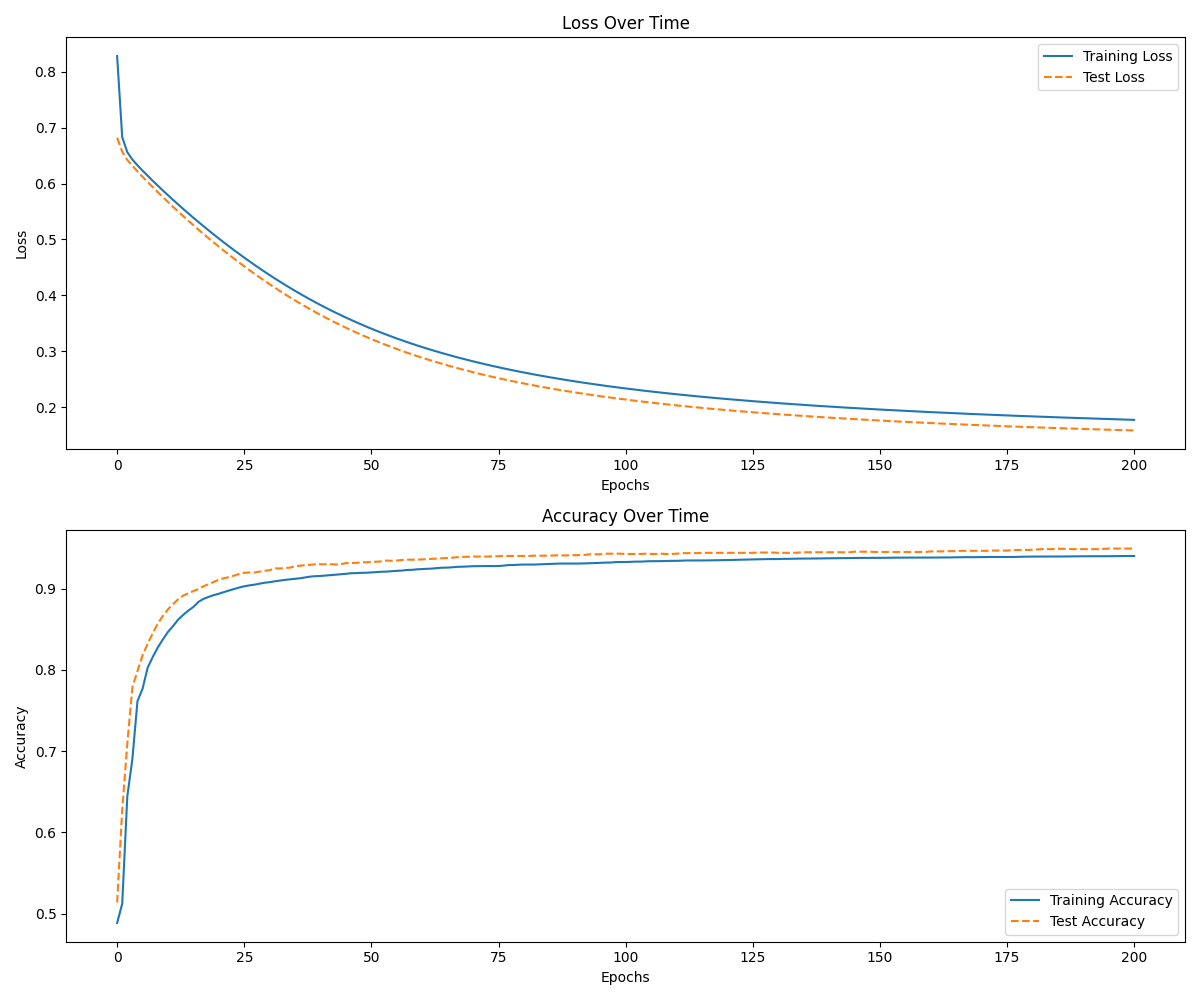 Loss Over Time
Training Loss
Test Loss
Loss
0.8
0.7
0.6
0.5
0.4
0.3
0.2
0 25 50 75 100 125 150 175 200
Epochs
Accuracy Over Time
Accuracy
0.9
0.8
0.7
0.6
0.5
Training Accuracy
Test Accuracy
0 25 50 75 100 125 150 175 200
Epochs